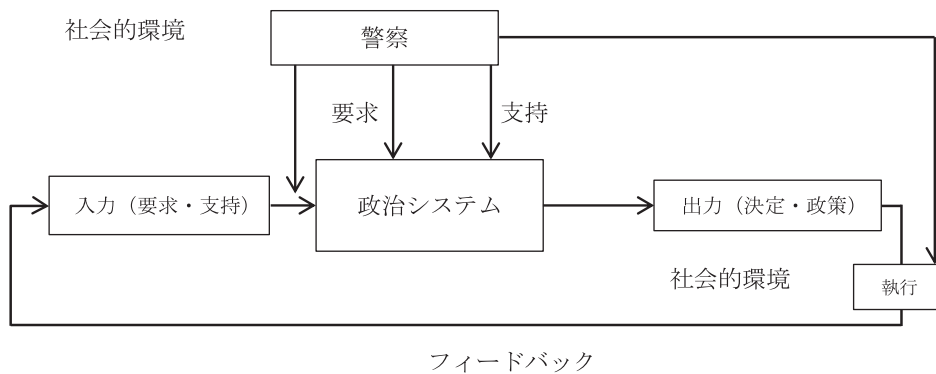 社会的環境
警察
要求
支持
入力（要求・支持）
政治システム
出力（決定・政策）
社会的環境
執行
フィードバック